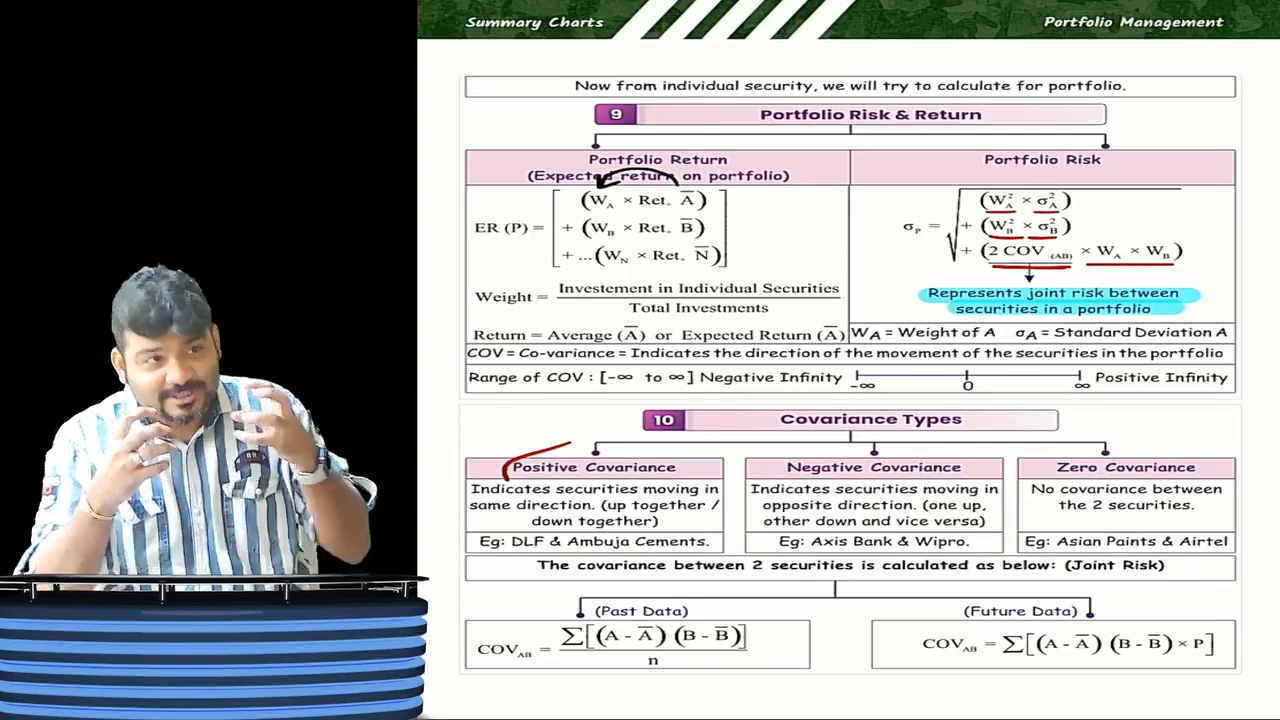 Summary Charts
Portfolio Management
Now from individual security, we will try to calculate for portfolio.
9 Portfolio Risk & Return
Portfolio Return
(Expected return on portfolio)
ER (P) = [ (W_A × Ret. A̅)
+ (W_B × Ret. B̅)
+ ...(W_N × Ret. N̅) ]
Weight = Investement in Individual Securities
Total Investments
Return = Average (A̅) or Expected Return (A̅)
Portfolio Risk
σ_P = √ (W_A² × σ_A²)
+ (W_B² × σ_B²)
+ (2 COV (AB) × W_A × W_B)
Represents joint risk between
securities in a portfolio
W_A = Weight of A σ_A = Standard Deviation A
COV = Co-variance = Indicates the direction of the movement of the securities in the portfolio
Range of COV : [-∞ to ∞] Negative Infinity -∞ 0 ∞ Positive Infinity
10 Covariance Types
Positive Covariance
Indicates securities moving in
same direction. (up together /
down together)
Eg: DLF & Ambuja Cements.
Negative Covariance
Indicates securities moving in
opposite direction. (one up,
other down and vice versa)
Eg: Axis Bank & Wipro.
Zero Covariance
No covariance between
the 2 securities.
Eg: Asian Paints & Airtel
The covariance between 2 securities is calculated as below: (Joint Risk)
(Past Data)
COV_AB = ∑[(A - A̅) (B - B̅)]
n
(Future Data)
COV_AB = ∑[(A - A̅) (B - B̅) × P]